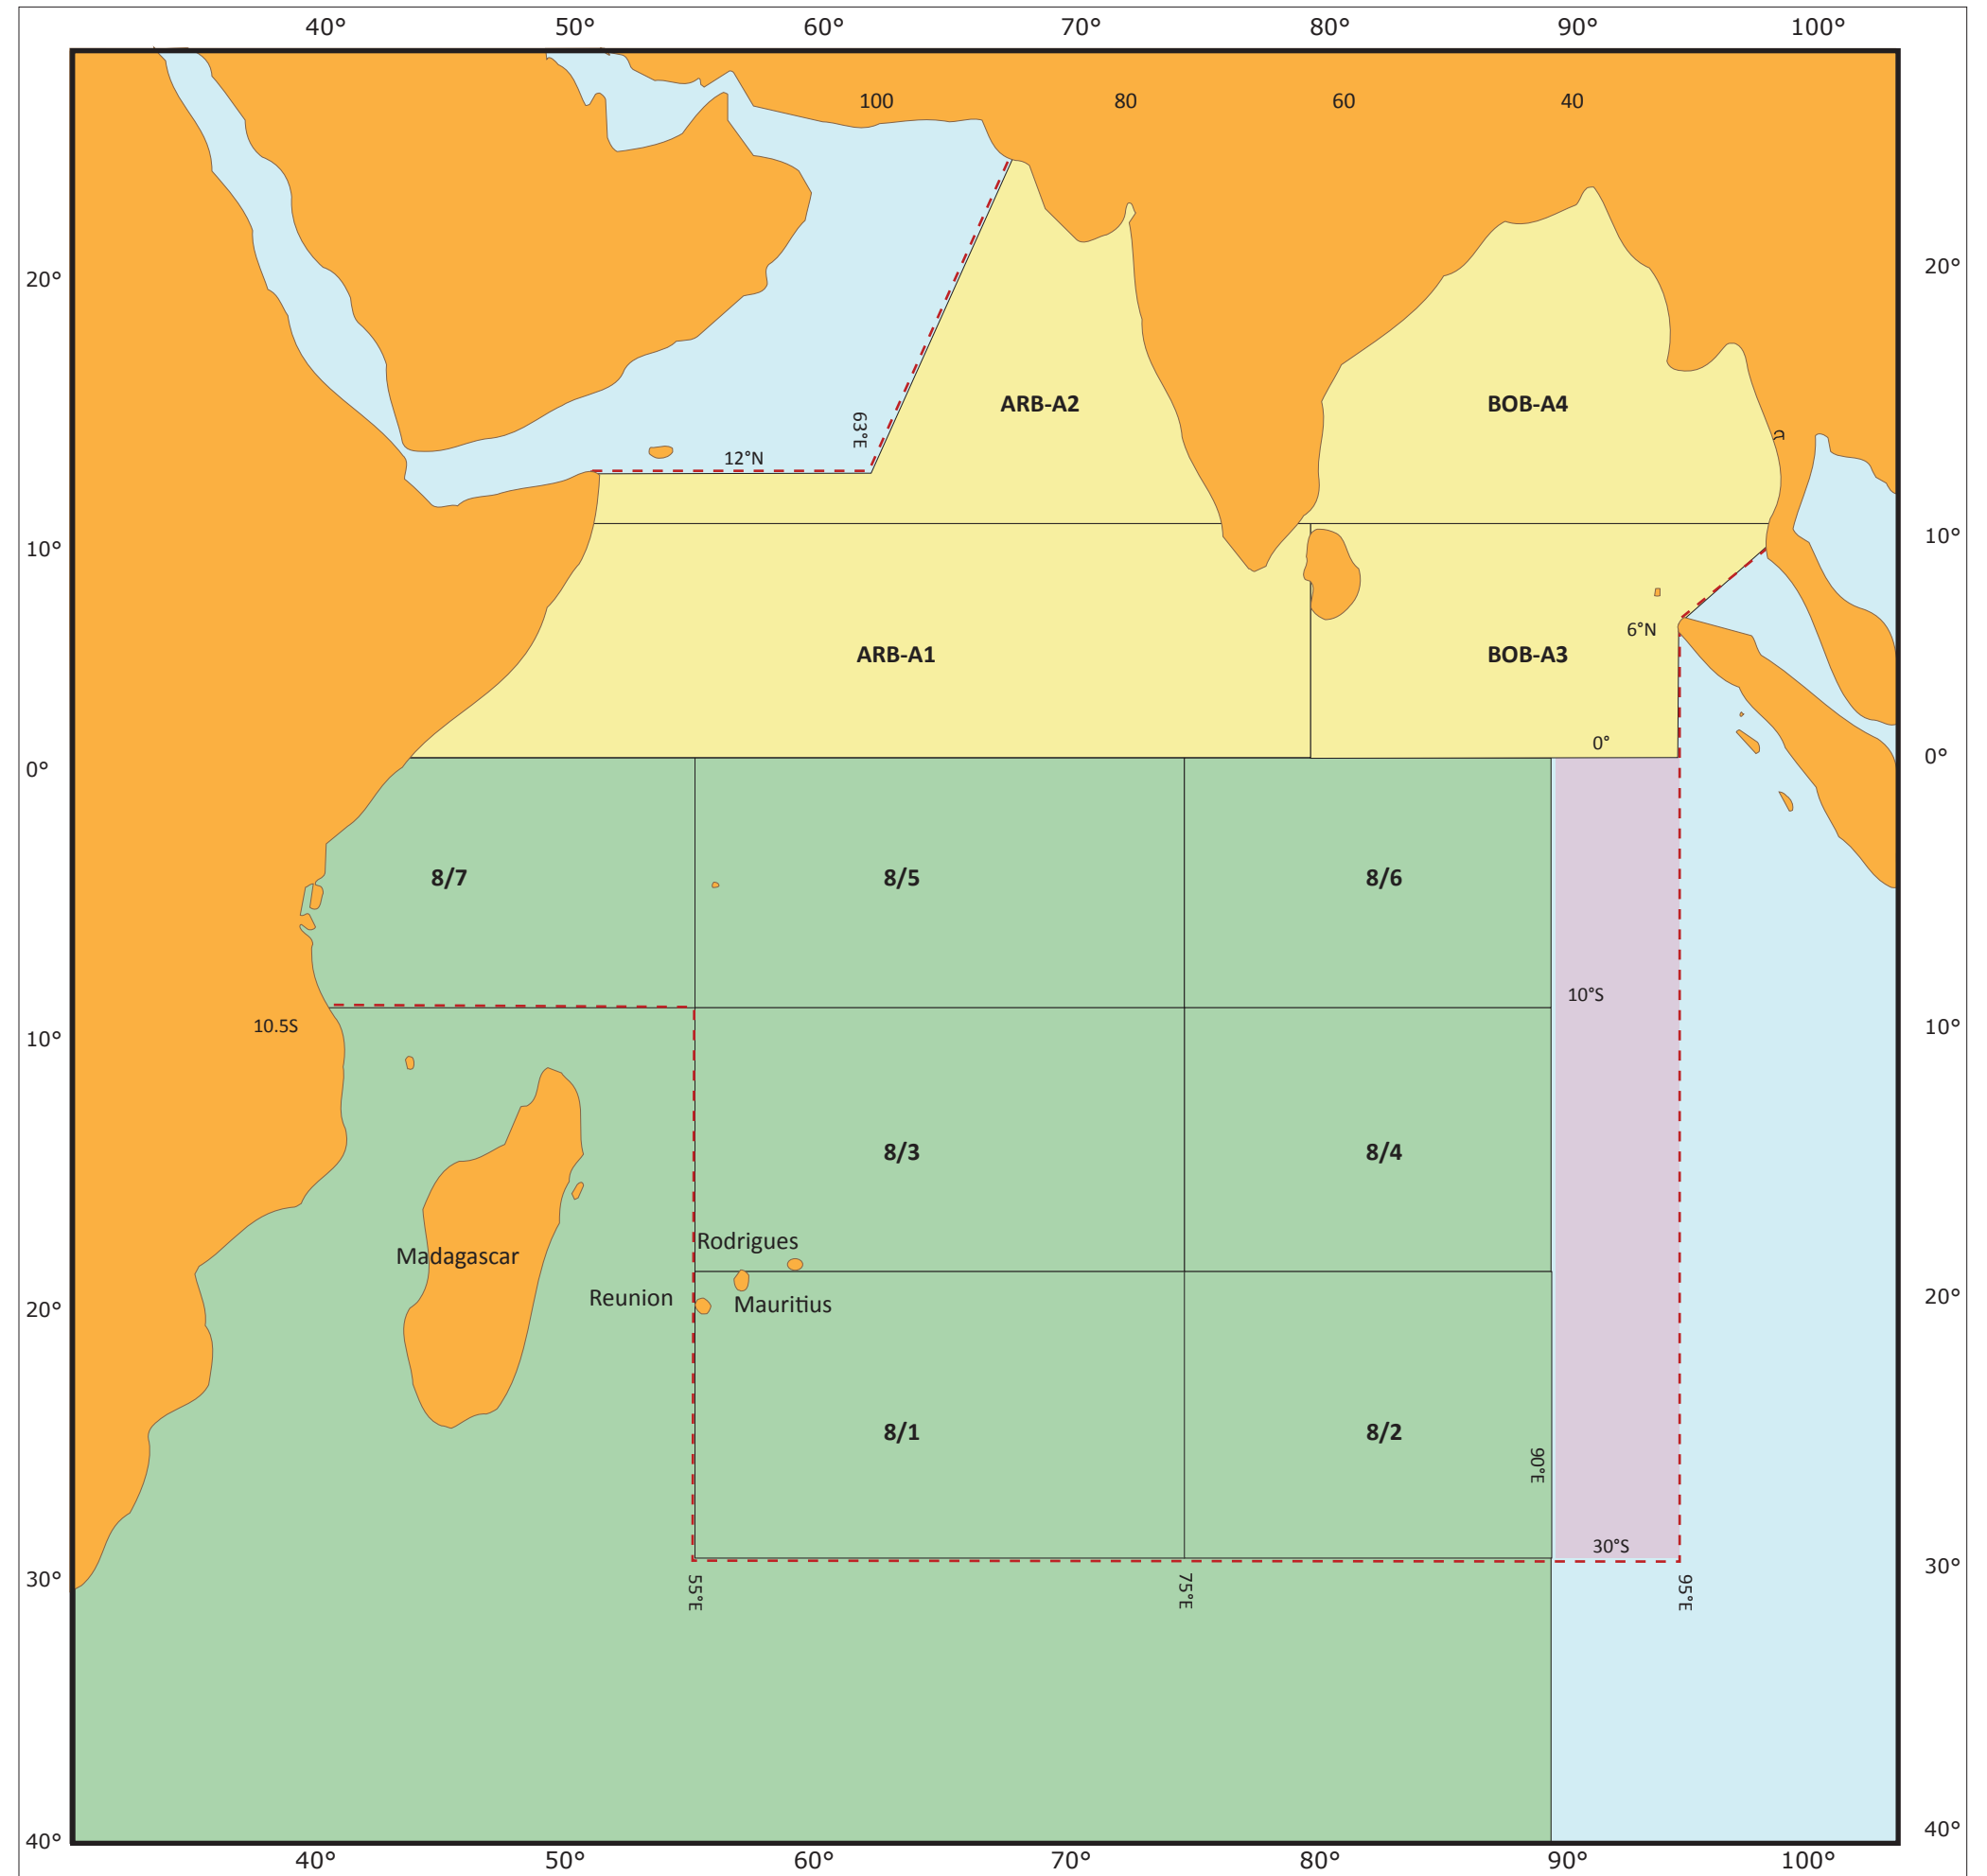 40° 50° 60° 70° 80° 90° 100°
100 80 60 40
20° 20°
63°E
ARB-A2 BOB-A4
12°N
10° 10°
6°N
ARB-A1 BOB-A3
0°
0° 0°
8/7 8/5 8/6
10°S
10.5S
10° 10°
8/3 8/4
Rodrigues
Madagascar
Reunion
Mauritius
20° 20°
8/1 8/2
90°E
30°S
30° 30°
55°E 75°E 95°E
40° 40°
40° 50° 60° 70° 80° 90° 100°